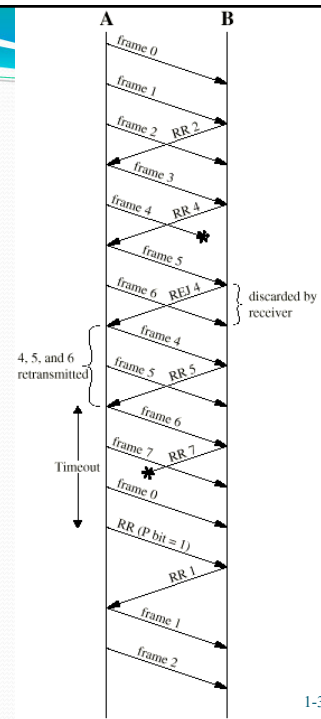 A B
frame 0
frame 1
frame 2
RR 2
frame 3
frame 4
RR 4
frame 5
frame 6
REJ 4
discarded by
receiver
frame 4
4, 5, and 6
retransmitted
frame 5
RR 5
frame 6
frame 7
RR 7
Timeout
frame 0
RR (P bit = 1)
RR 1
frame 1
frame 2
1-3